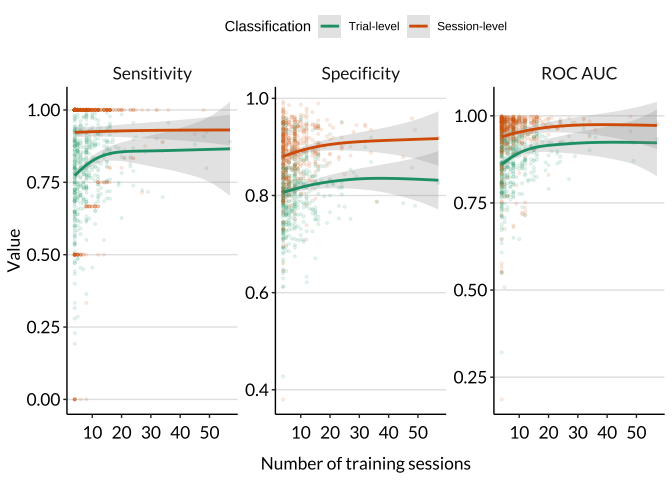 Classification Trial-level Session-level
Sensitivity Specificity ROC AUC
Value
1.00
0.75
0.50
0.25
0.00
1.0
0.8
0.6
0.4
1.00
0.75
0.50
0.25
10 20 30 40 50
10 20 30 40 50
10 20 30 40 50
Number of training sessions